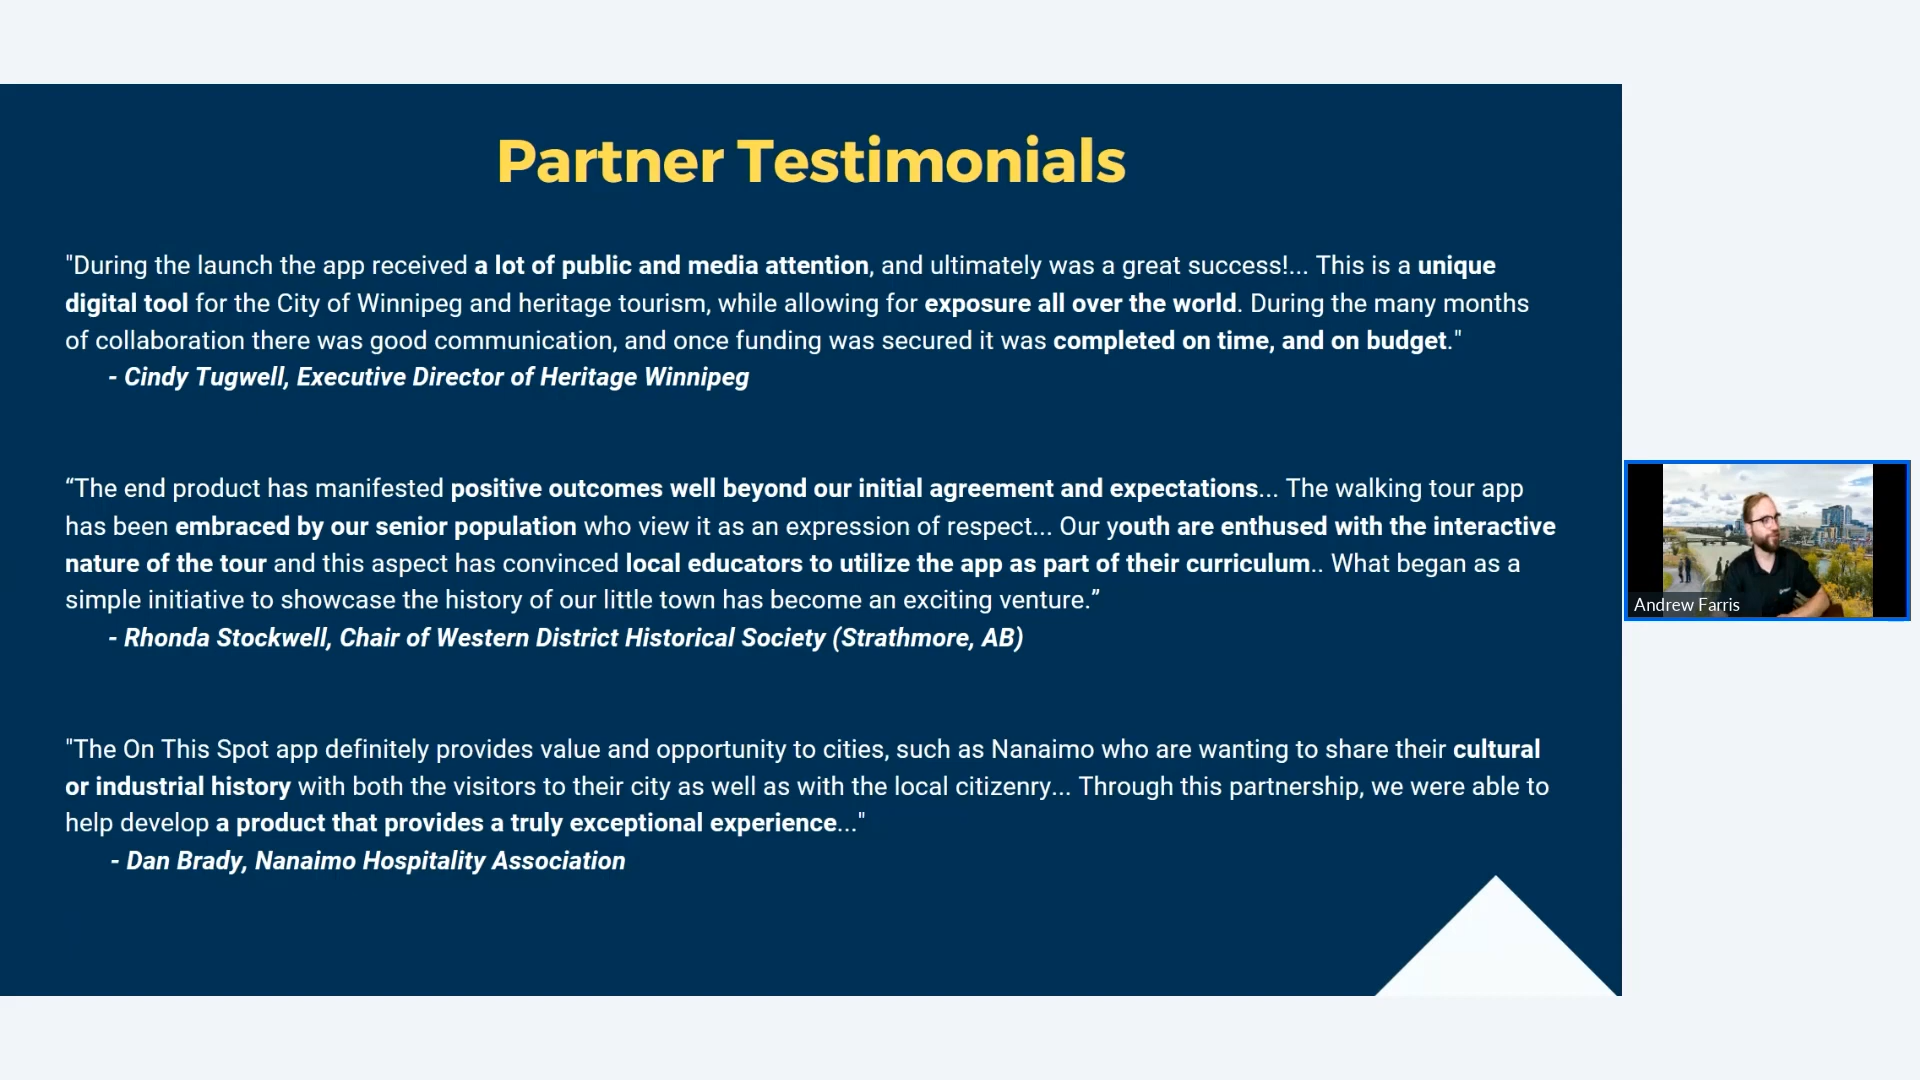 Partner Testimonials
"During the launch the app received a lot of public and media attention, and ultimately was a great success!... This is a unique
digital tool for the City of Winnipeg and heritage tourism, while allowing for exposure all over the world. During the many months
of collaboration there was good communication, and once funding was secured it was completed on time, and on budget."
- Cindy Tugwell, Executive Director of Heritage Winnipeg
“The end product has manifested positive outcomes well beyond our initial agreement and expectations... The walking tour app
has been embraced by our senior population who view it as an expression of respect... Our youth are enthused with the interactive
nature of the tour and this aspect has convinced local educators to utilize the app as part of their curriculum.. What began as a
simple initiative to showcase the history of our little town has become an exciting venture.”
- Rhonda Stockwell, Chair of Western District Historical Society (Strathmore, AB)
"The On This Spot app definitely provides value and opportunity to cities, such as Nanaimo who are wanting to share their cultural
or industrial history with both the visitors to their city as well as with the local citizenry... Through this partnership, we were able to
help develop a product that provides a truly exceptional experience..."
- Dan Brady, Nanaimo Hospitality Association
Andrew Farris